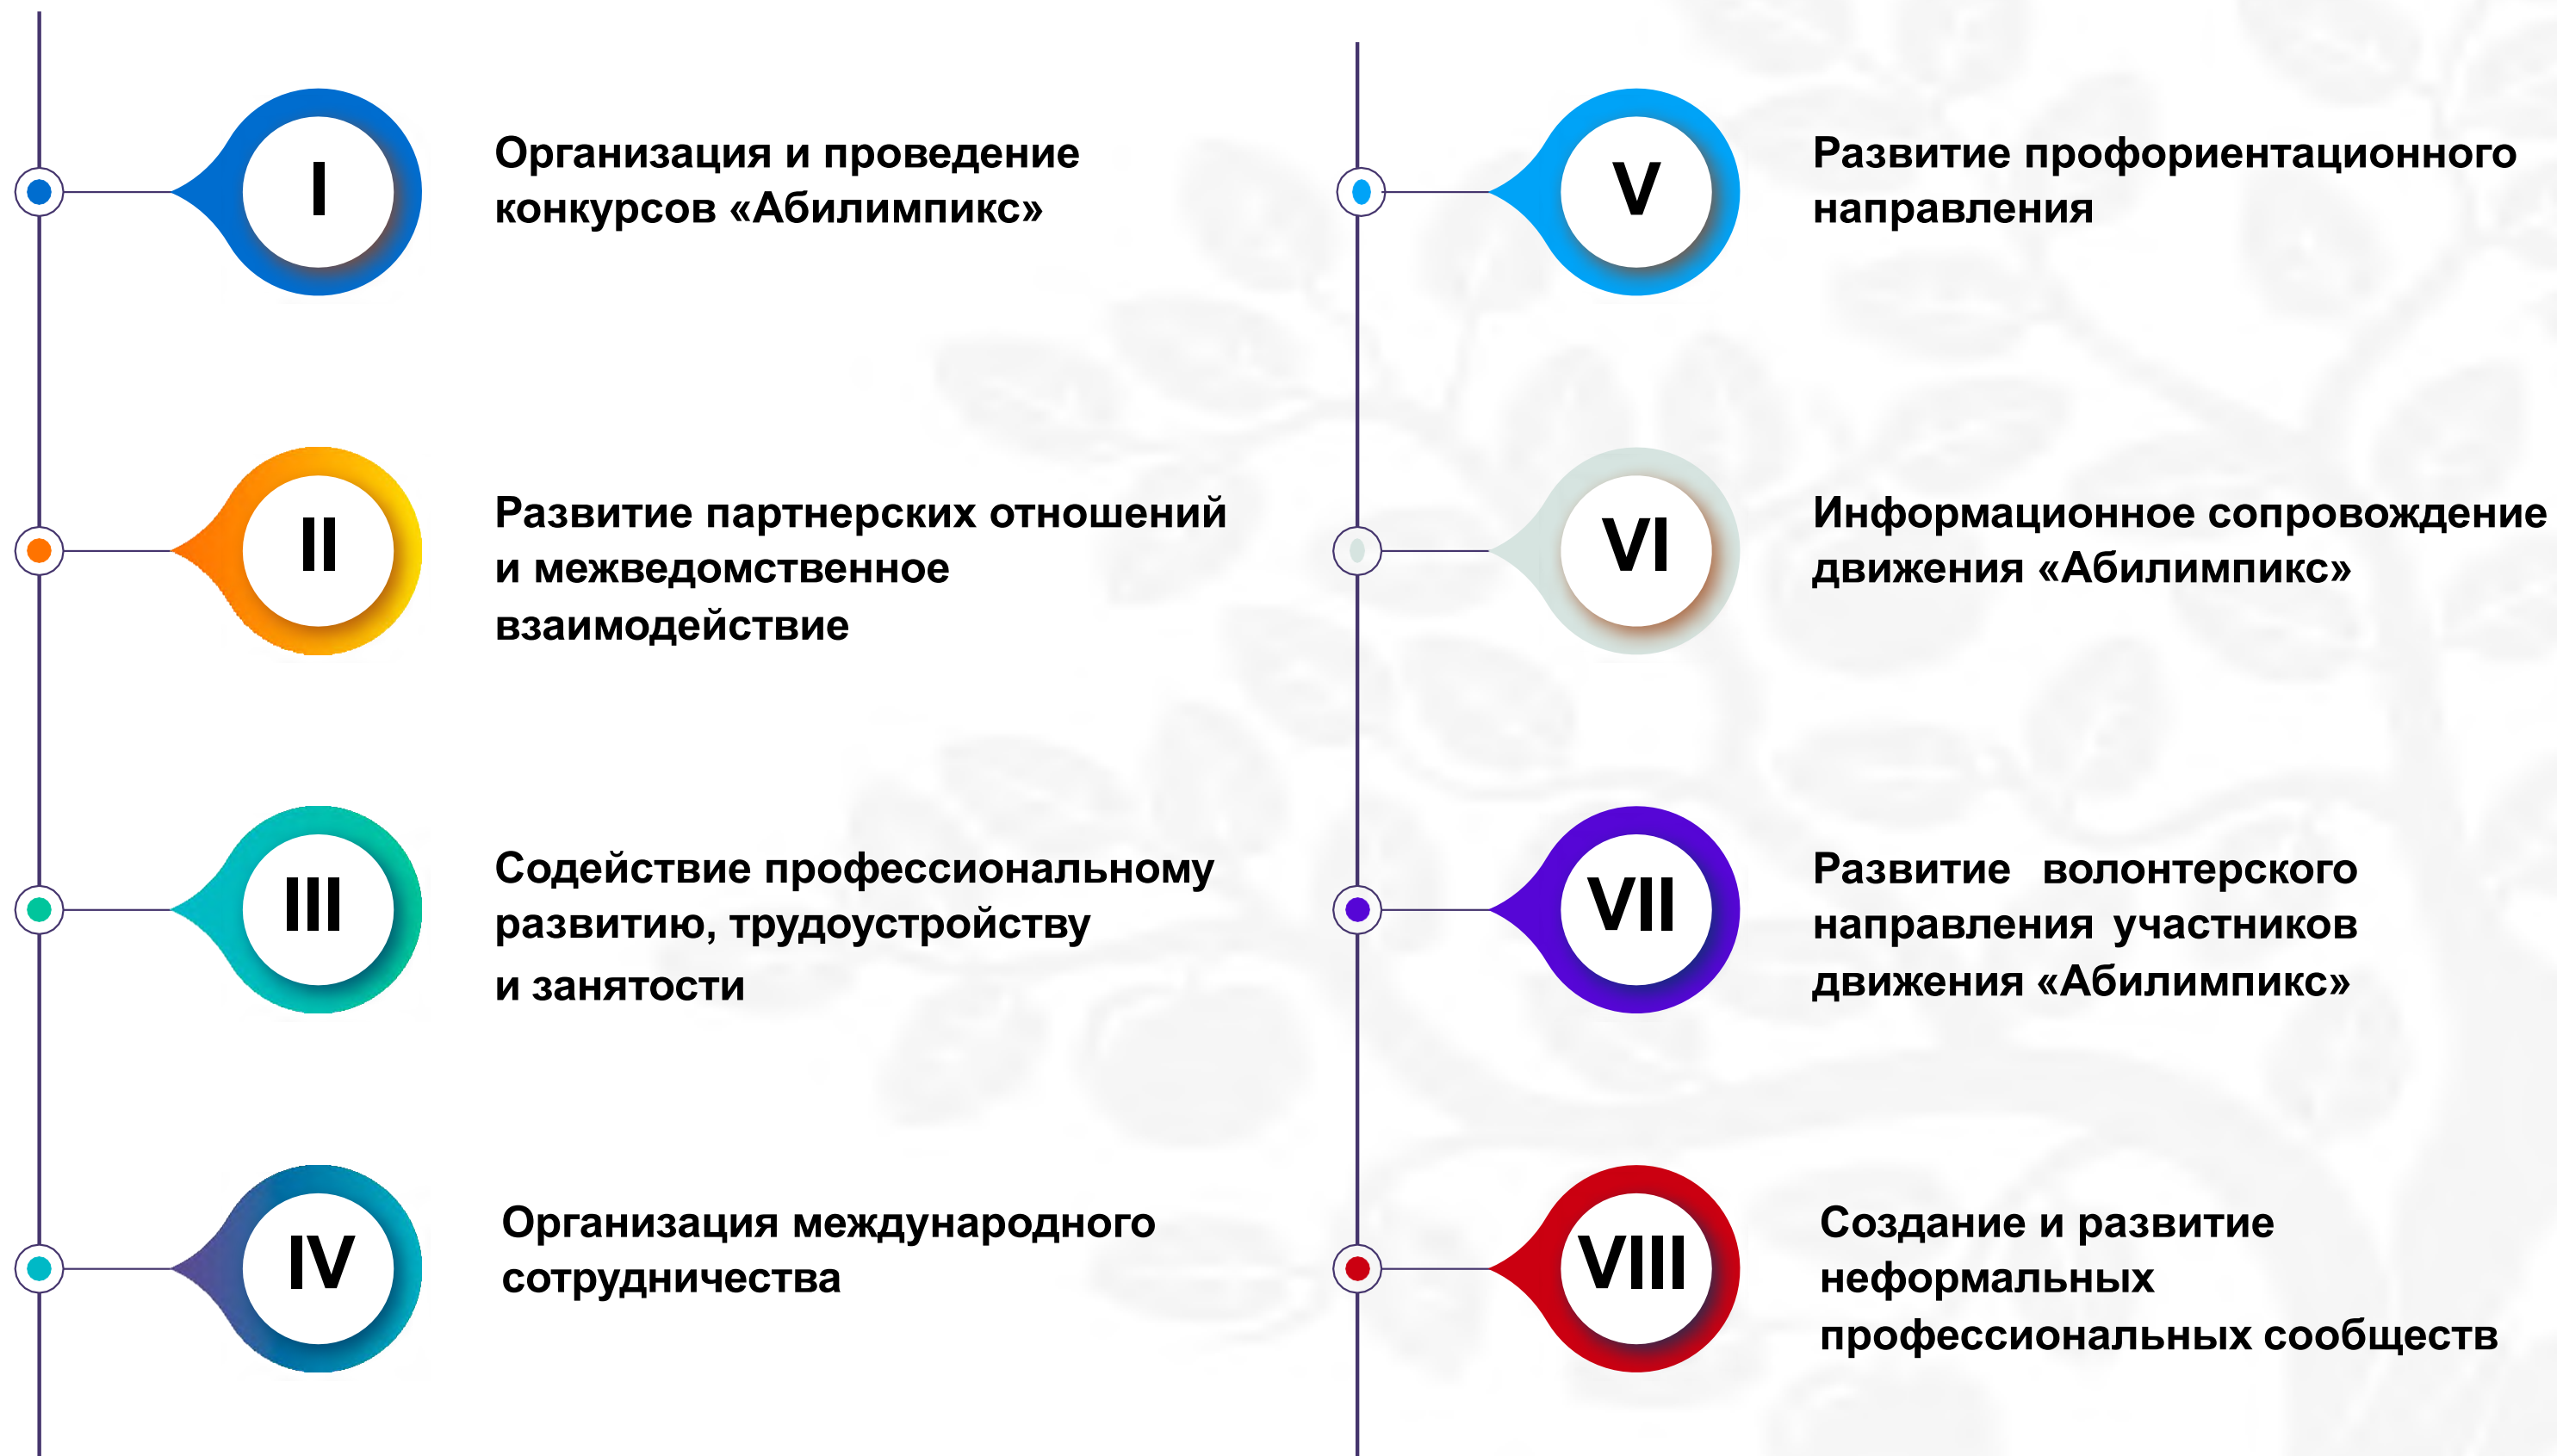 I
Организация и проведение
конкурсов «Абилимпикс»
II
Развитие партнерских отношений
и межведомственное
взаимодействие
III
Содействие профессиональному
развитию, трудоустройству
и занятости
IV
Организация международного
сотрудничества
V
Развитие профориентационного
направления
VI
Информационное сопровождение
движения «Абилимпикс»
VII
Развитие волонтерского
направления участников
движения «Абилимпикс»
VIII
Создание и развитие
неформальных
профессиональных сообществ